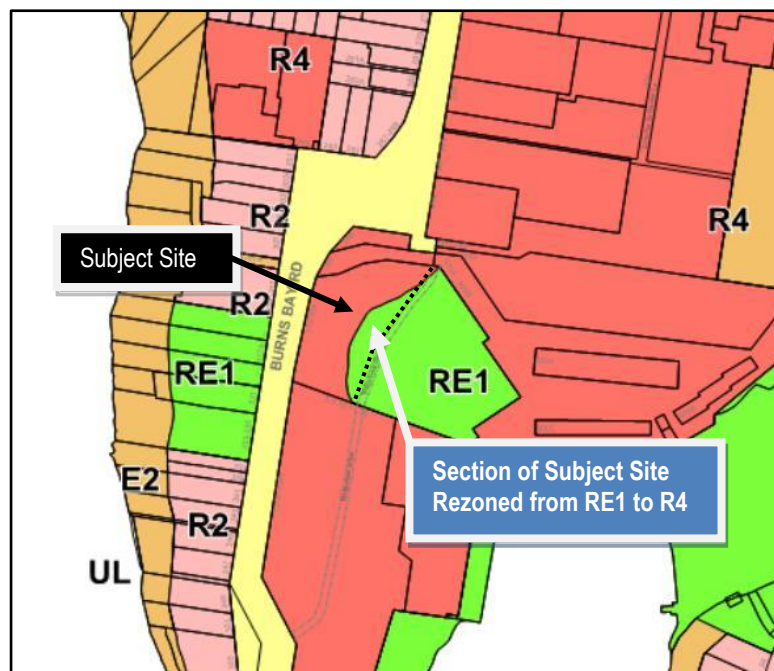 R4
R2
R4
Subject Site
R2
BURNS BAY RD
RE1
RE1
Section of Subject Site
Rezoned from RE1 to R4
E2
R2
UL